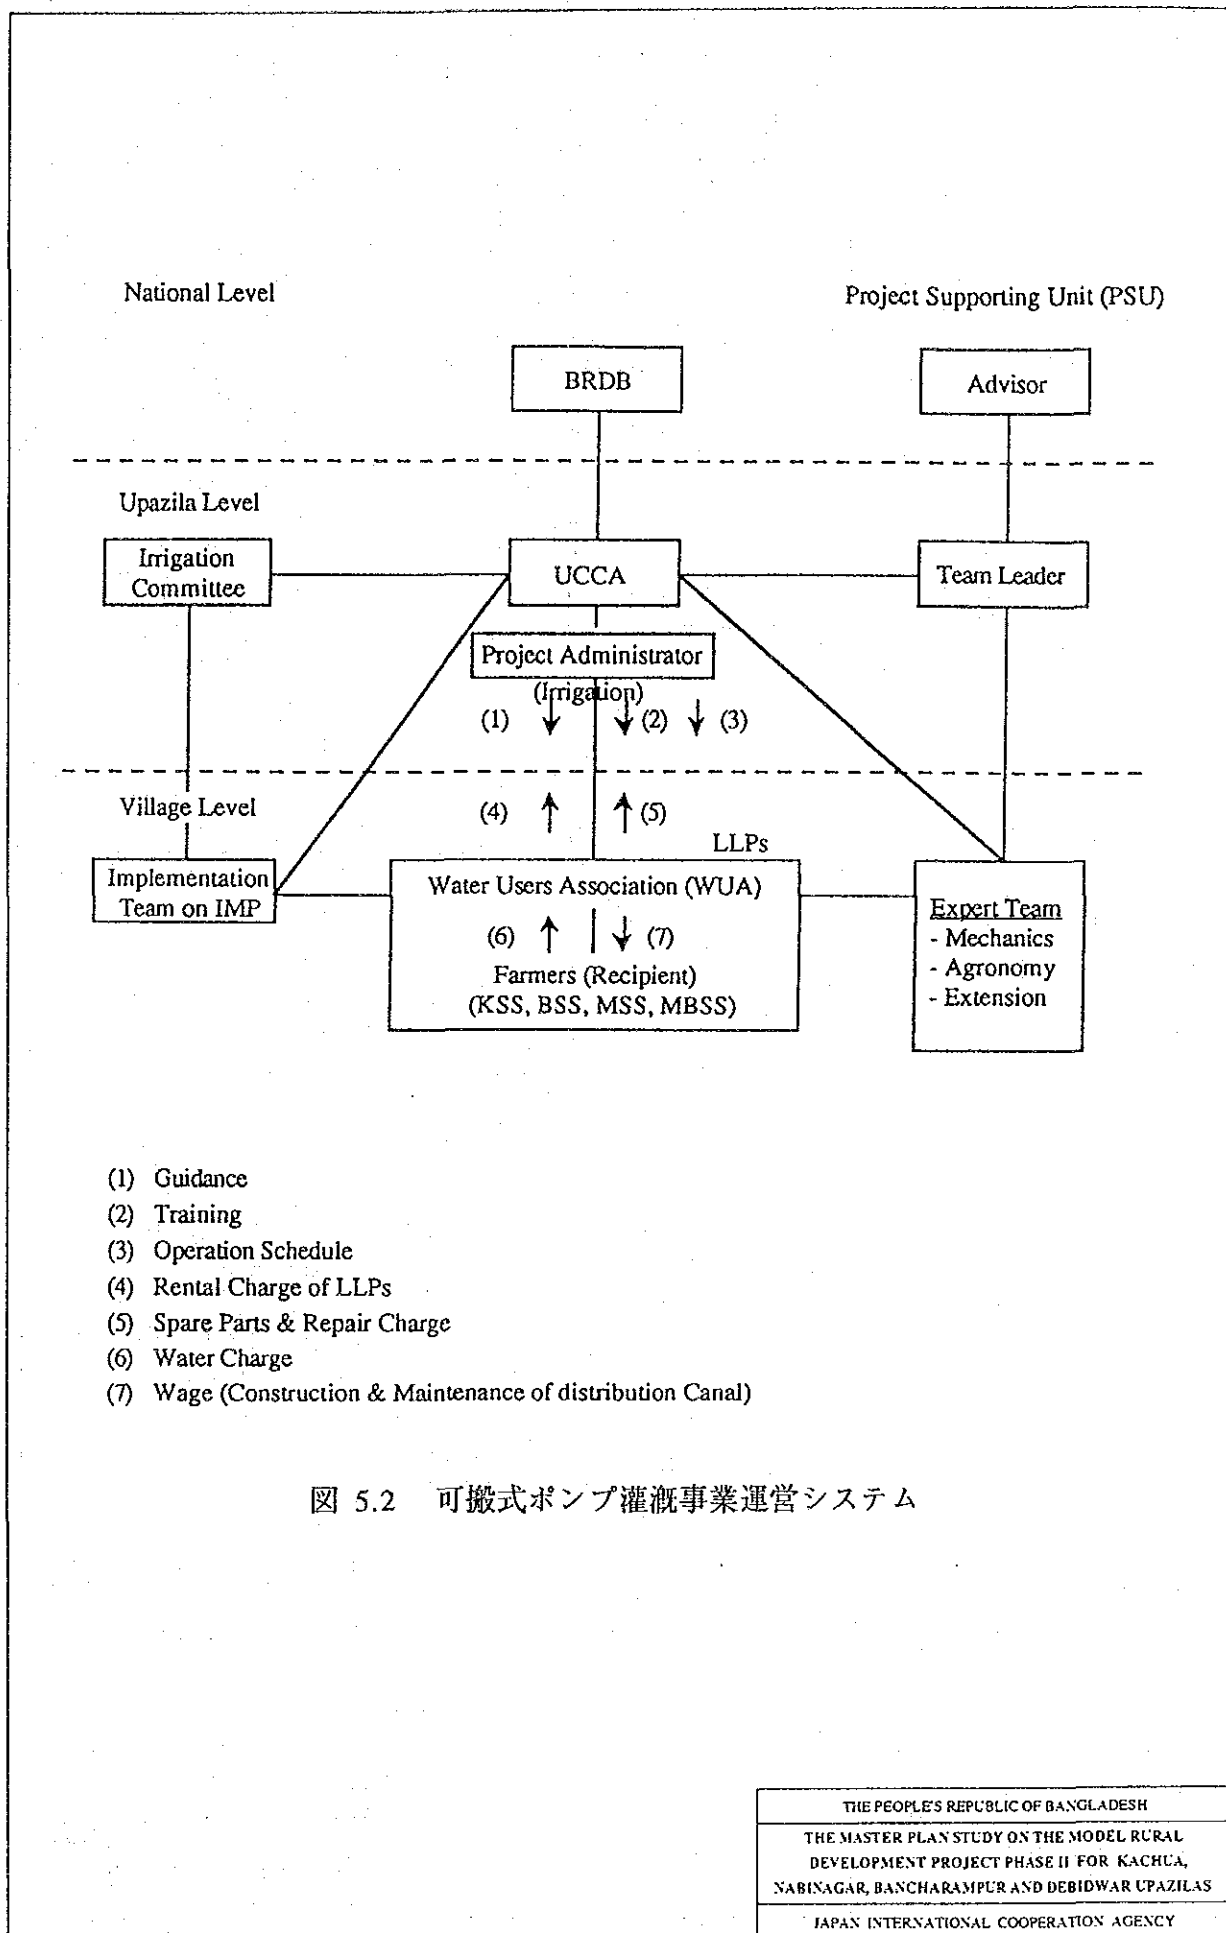 National Level
Project Supporting Unit (PSU)
BRDB
Advisor
Upazila Level
Irrigation
Committee
UCCA
Team Leader
Project Administrator
(Irrigation)
(1)
(2)
(3)
Village Level
(4)
(5)
LLPs
Implementation
Team on IMP
Water Users Association (WUA)
(6)
(7)
Farmers (Recipient)
(KSS, BSS, MSS, MBSS)
Expert Team
- Mechanics
- Agronomy
- Extension
(1) Guidance
(2) Training
(3) Operation Schedule
(4) Rental Charge of LLPs
(5) Spare Parts & Repair Charge
(6) Water Charge
(7) Wage (Construction & Maintenance of distribution Canal)
図 5.2 可搬式ポンプ灌漑事業運営システム
THE PEOPLE'S REPUBLIC OF BANGLADESH
THE MASTER PLAN STUDY ON THE MODEL RURAL
DEVELOPMENT PROJECT PHASE II FOR KACHUA,
NABINAGAR, BANCHARAMPUR AND DEBIDWAR UPAZILAS
JAPAN INTERNATIONAL COOPERATION AGENCY